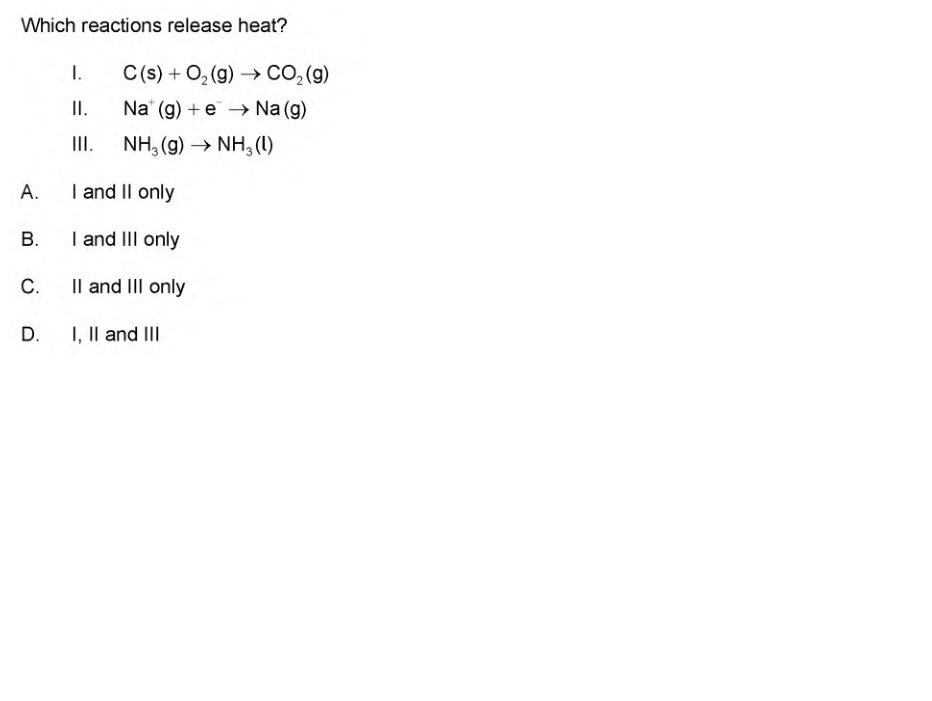 Which reactions release heat?
I. C(s) + O₂(g) → CO₂(g)
II. Na⁺(g) + e⁻ → Na(g)
III. NH₃(g) → NH₃(l)
A. I and II only
B. I and III only
C. II and III only
D. I, II and III